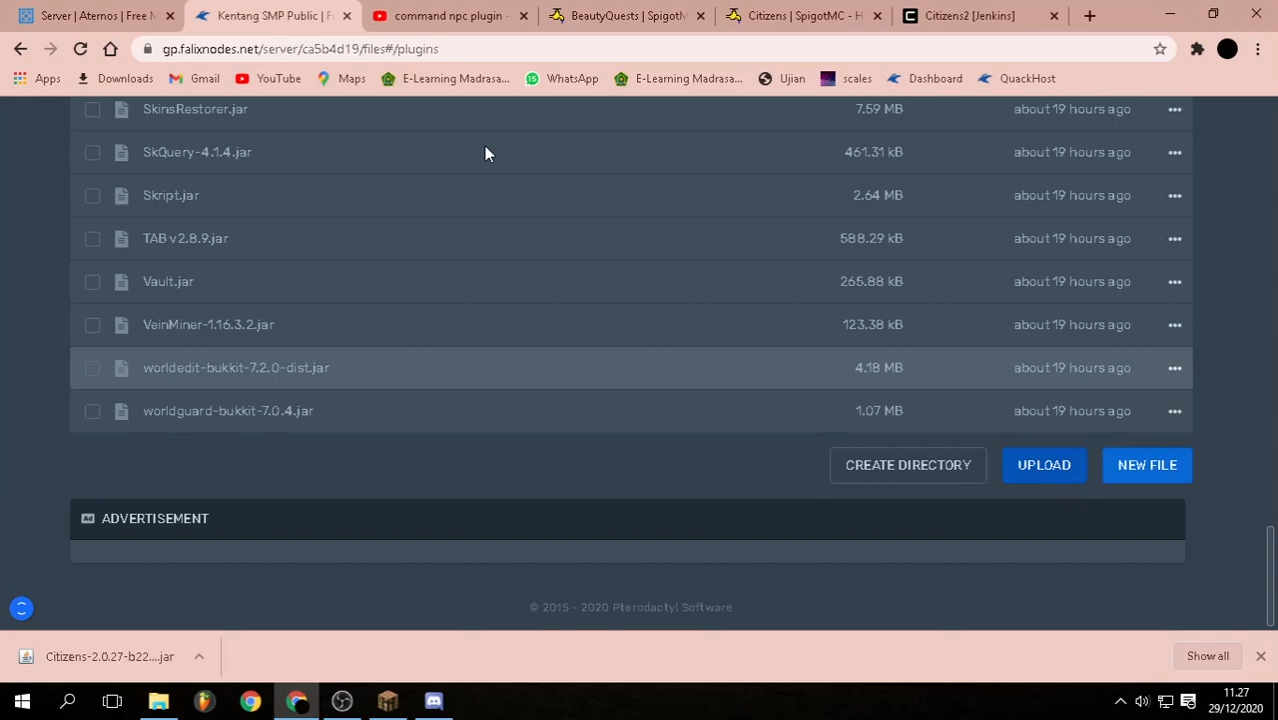 Server | Aternos | Free M
Kentang SMP Public | F
command npc plugin -
BeautyQuests | SpigotM
Citizens | SpigotMC - H
Citizens2 [Jenkins]
gp.falixnodes.net/server/ca5b4d19/files#/plugins
Apps
Downloads
Gmail
YouTube
Maps
E-Learning Madrasa...
15
WhatsApp
E-Learning Madrasa...
Ujian
scales
Dashboard
QuackHost
SkinsRestorer.jar 7.59 MB about 19 hours ago
SkQuery-4.1.4.jar 461.31 kB about 19 hours ago
Skript.jar 2.64 MB about 19 hours ago
TAB v2.8.9.jar 588.29 kB about 19 hours ago
Vault.jar 265.88 kB about 19 hours ago
VeinMiner-1.16.3.2.jar 123.38 kB about 19 hours ago
worldedit-bukkit-7.2.0-dist.jar 4.18 MB about 19 hours ago
worldguard-bukkit-7.0.4.jar 1.07 MB about 19 hours ago
CREATE DIRECTORY
UPLOAD
NEW FILE
Ad ADVERTISEMENT
© 2015 - 2020 Pterodactyl Software
Citizens-2.0.27-b22....jar
Show all
11.27
29/12/2020